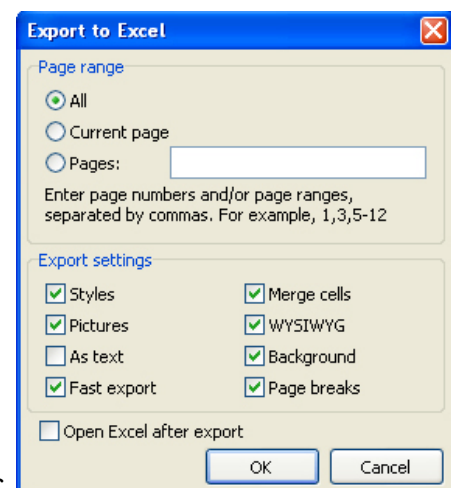 Export to Excel
Page range
All
Current page
Pages:
Enter page numbers and/or page ranges,
separated by commas. For example, 1,3,5-12
Export settings
Styles
Merge cells
Pictures
WYSIWYG
As text
Background
Fast export
Page breaks
Open Excel after export
OK
Cancel